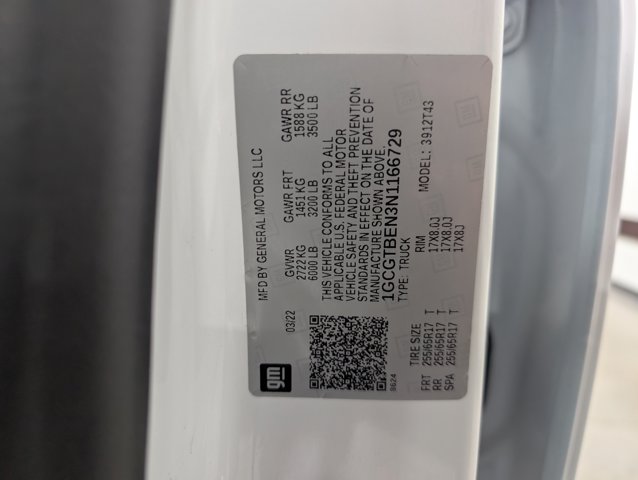 gm
03/22
MFD BY GENERAL MOTORS LLC
GVWR GAWR FRT GAWR RR
2722 KG 1451 KG 1588 KG
6000 LB 3200 LB 3500 LB
THIS VEHICLE CONFORMS TO ALL
APPLICABLE U.S. FEDERAL MOTOR
VEHICLE SAFETY AND THEFT PREVENTION
STANDARDS IN EFFECT ON THE DATE OF
MANUFACTURE SHOWN ABOVE.
1GCGTBEN3N1166729
TYPE: TRUCK MODEL: 3912T43
9624
TIRE SIZE RIM
FRT 255/65R17 T 17X8.0J
RR 255/65R17 T 17X8.0J
SPA 255/65R17 T 17X8J